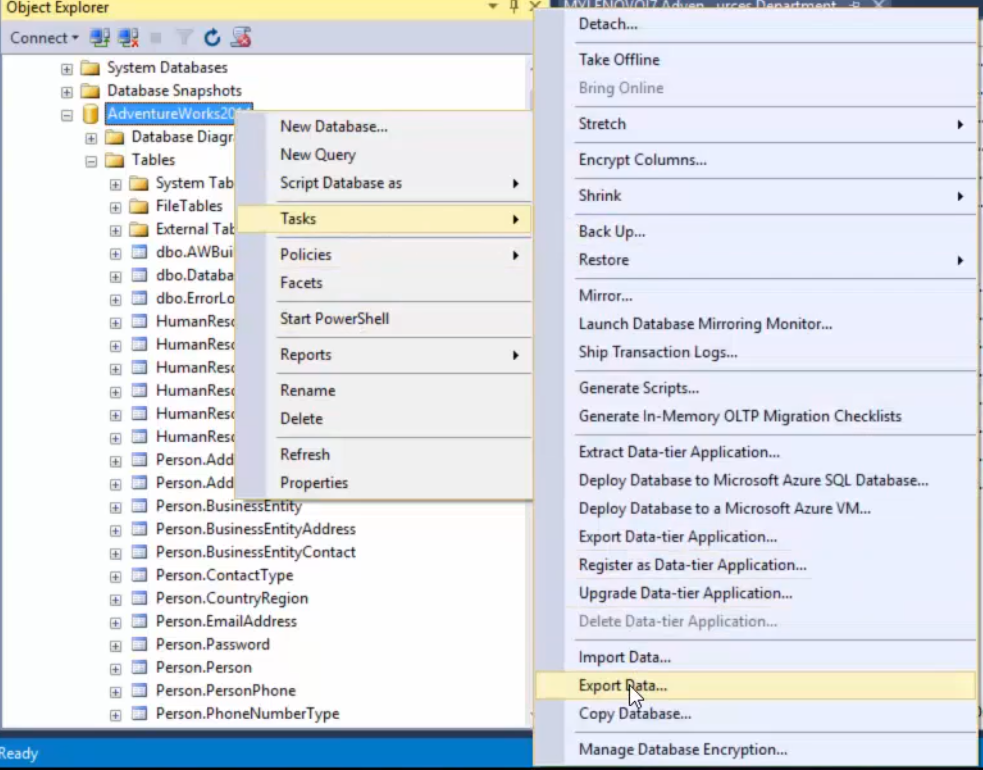 Object Explorer
Connect
System Databases
Database Snapshots
AdventureWorks20
Database Diagr
Tables
System Tab
FileTables
External Tab
dbo.AWBui
dbo.Databa
dbo.ErrorLo
HumanReso
HumanReso
HumanReso
HumanReso
HumanReso
HumanReso
Person.Add
Person.Add
Person.BusinessEntity
Person.BusinessEntityAddress
Person.BusinessEntityContact
Person.ContactType
Person.CountryRegion
Person.EmailAddress
Person.Password
Person.Person
Person.PersonPhone
Person.PhoneNumberType
Ready
New Database...
New Query
Script Database as
Tasks
Policies
Facets
Start PowerShell
Reports
Rename
Delete
Refresh
Properties
Detach...
Take Offline
Bring Online
Stretch
Encrypt Columns...
Shrink
Back Up...
Restore
Mirror...
Launch Database Mirroring Monitor...
Ship Transaction Logs...
Generate Scripts...
Generate In-Memory OLTP Migration Checklists
Extract Data-tier Application...
Deploy Database to Microsoft Azure SQL Database...
Deploy Database to a Microsoft Azure VM...
Export Data-tier Application...
Register as Data-tier Application...
Upgrade Data-tier Application...
Delete Data-tier Application...
Import Data...
Export Data...
Copy Database...
Manage Database Encryption...